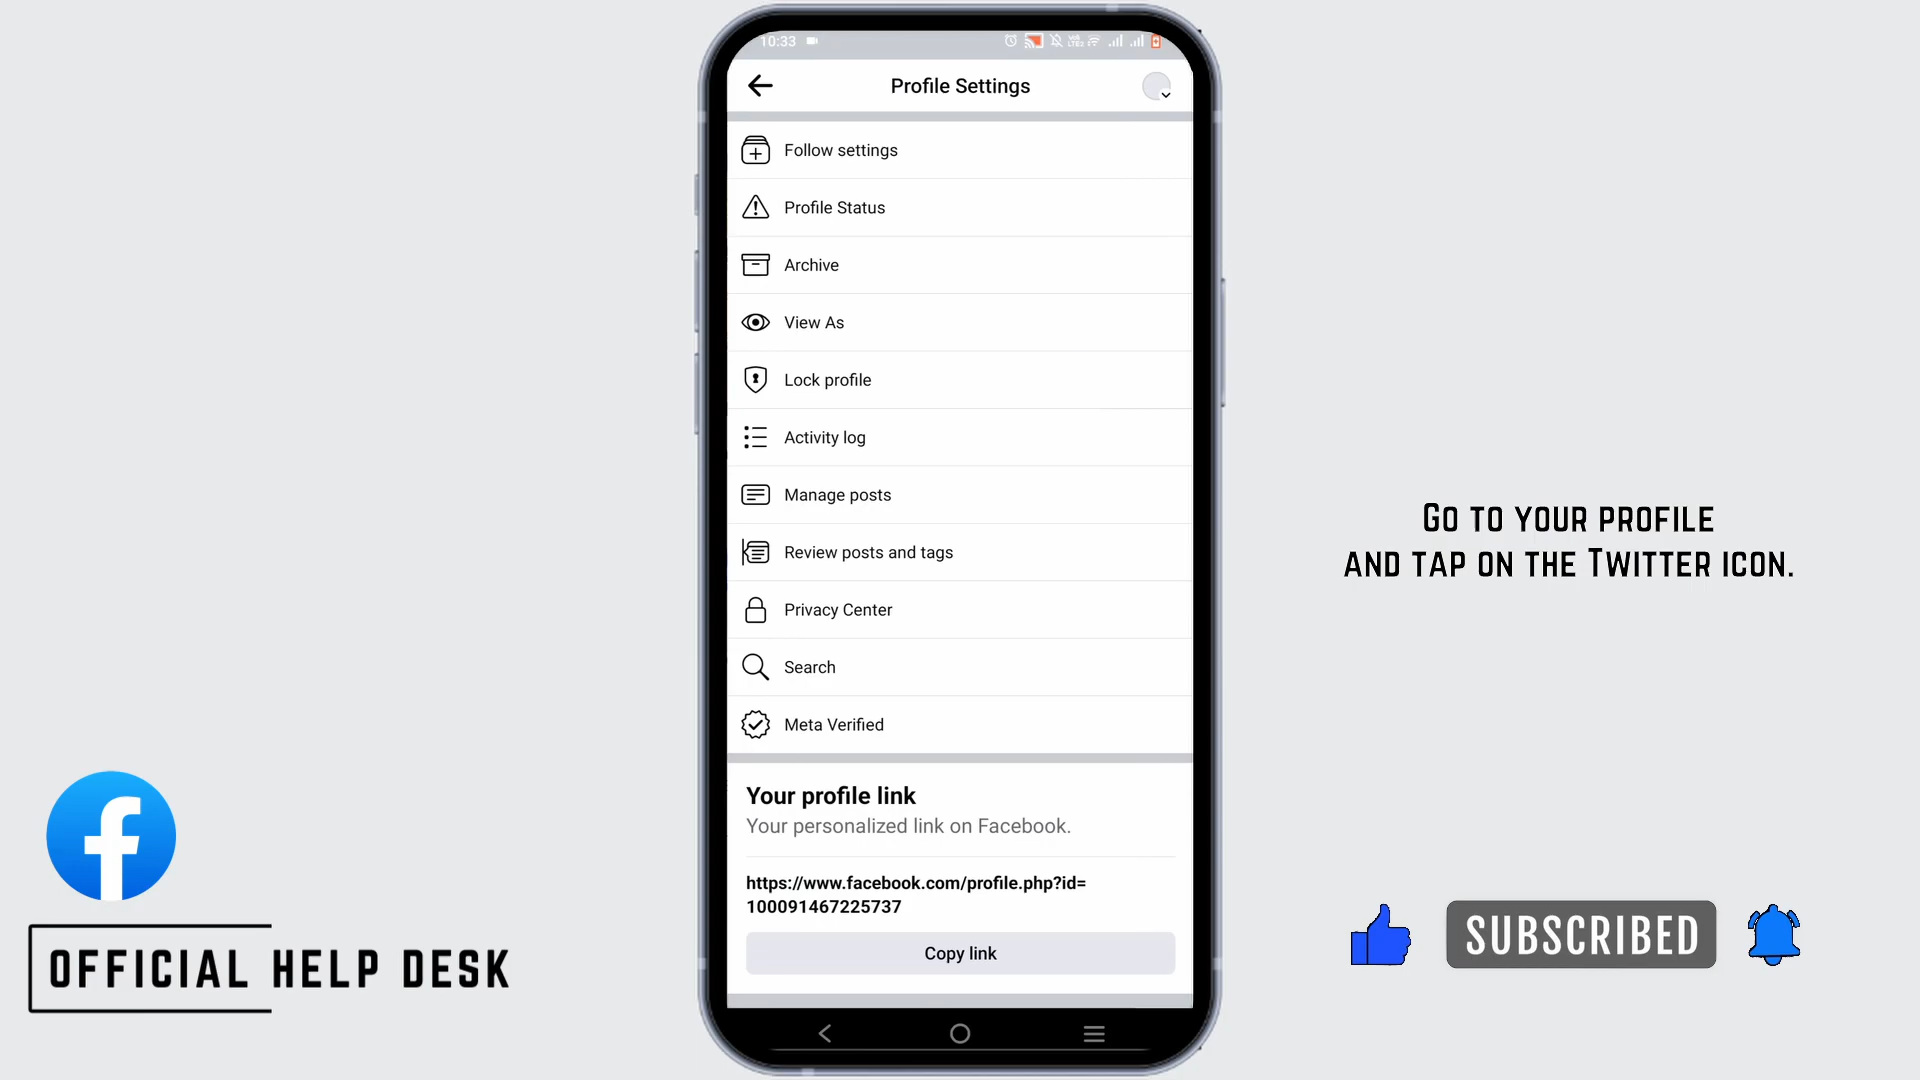 10:33
Profile Settings
Follow settings
Profile Status
Archive
View As
Lock profile
Activity log
Manage posts
Review posts and tags
Privacy Center
Search
Meta Verified
Your profile link
Your personalized link on Facebook.
https://www.facebook.com/profile.php?id=
100091467225737
Copy link
Go to your profile
and tap on the Twitter icon.
OFFICIAL HELP DESK
SUBSCRIBED